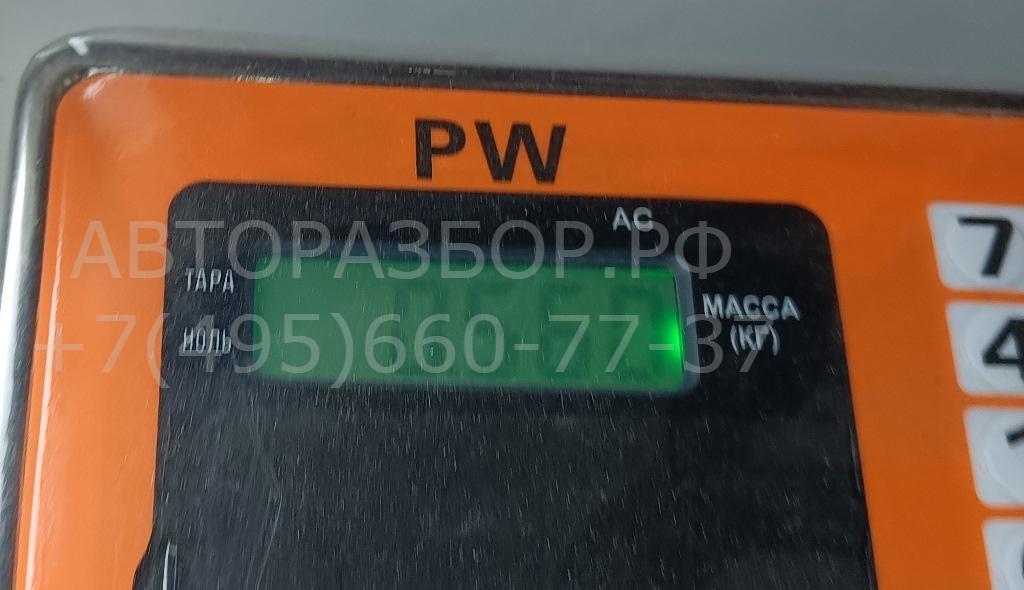 PW
AC
АВТОРАЗБОР.РФ
ТАРА
МАССА
(КГ)
НОЛЬ
+7(495)660-77-37
7
4